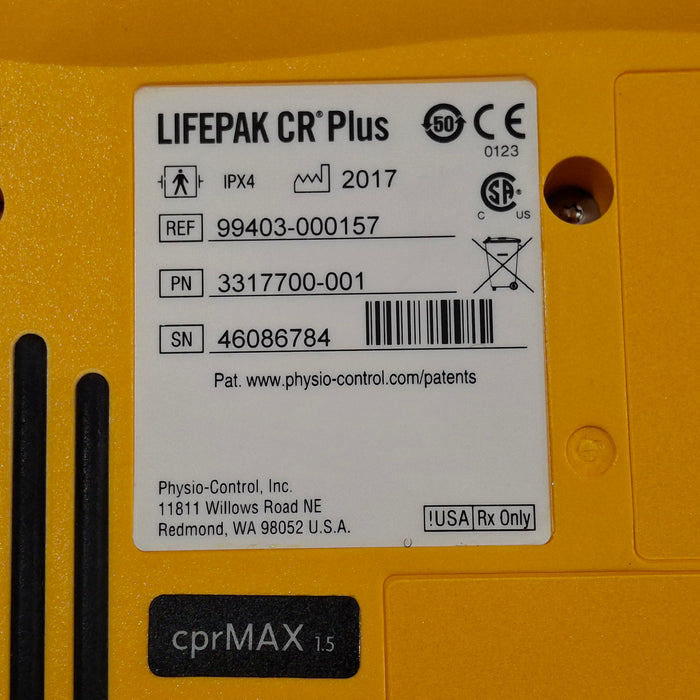 LIFEPAK CR® Plus 50 CE
0123
IPX4 2017
SA® C US
REF 99403-000157
PN 3317700-001
SN 46086784
Pat. www.physio-control.com/patents
Physio-Control, Inc.
11811 Willows Road NE
Redmond, WA 98052 U.S.A.
!USA Rx Only
cprMAX 1.5